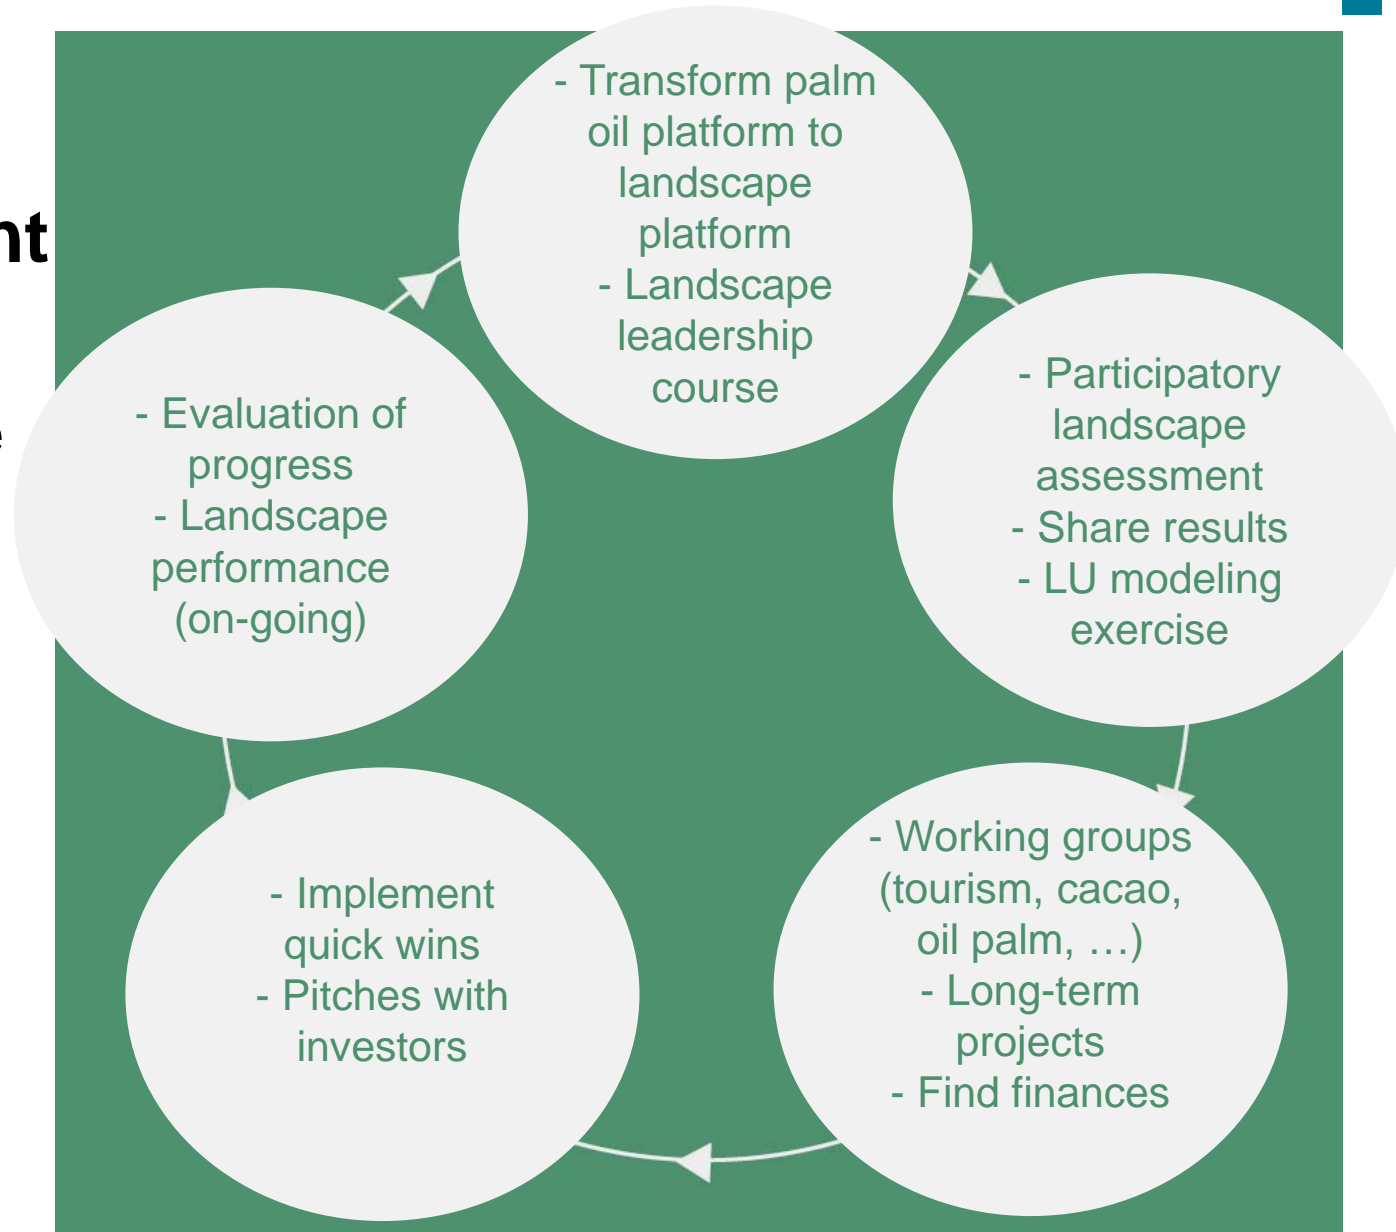 nt
e
- Transform palm
oil platform to
landscape
platform
- Landscape
leadership
course
- Participatory
landscape
assessment
- Share results
- LU modeling
exercise
- Working groups
(tourism, cacao,
oil palm, …)
- Long-term
projects
- Find finances
- Implement
quick wins
- Pitches with
investors
- Evaluation of
progress
- Landscape
performance
(on-going)